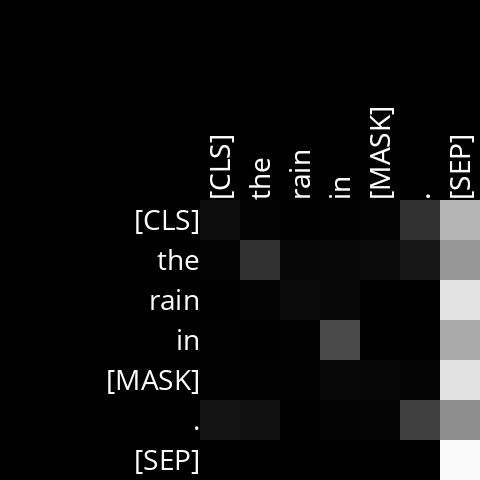 [CLS] the rain in [MASK] . [SEP]
[CLS]
the
rain
in
[MASK]
.
[SEP]